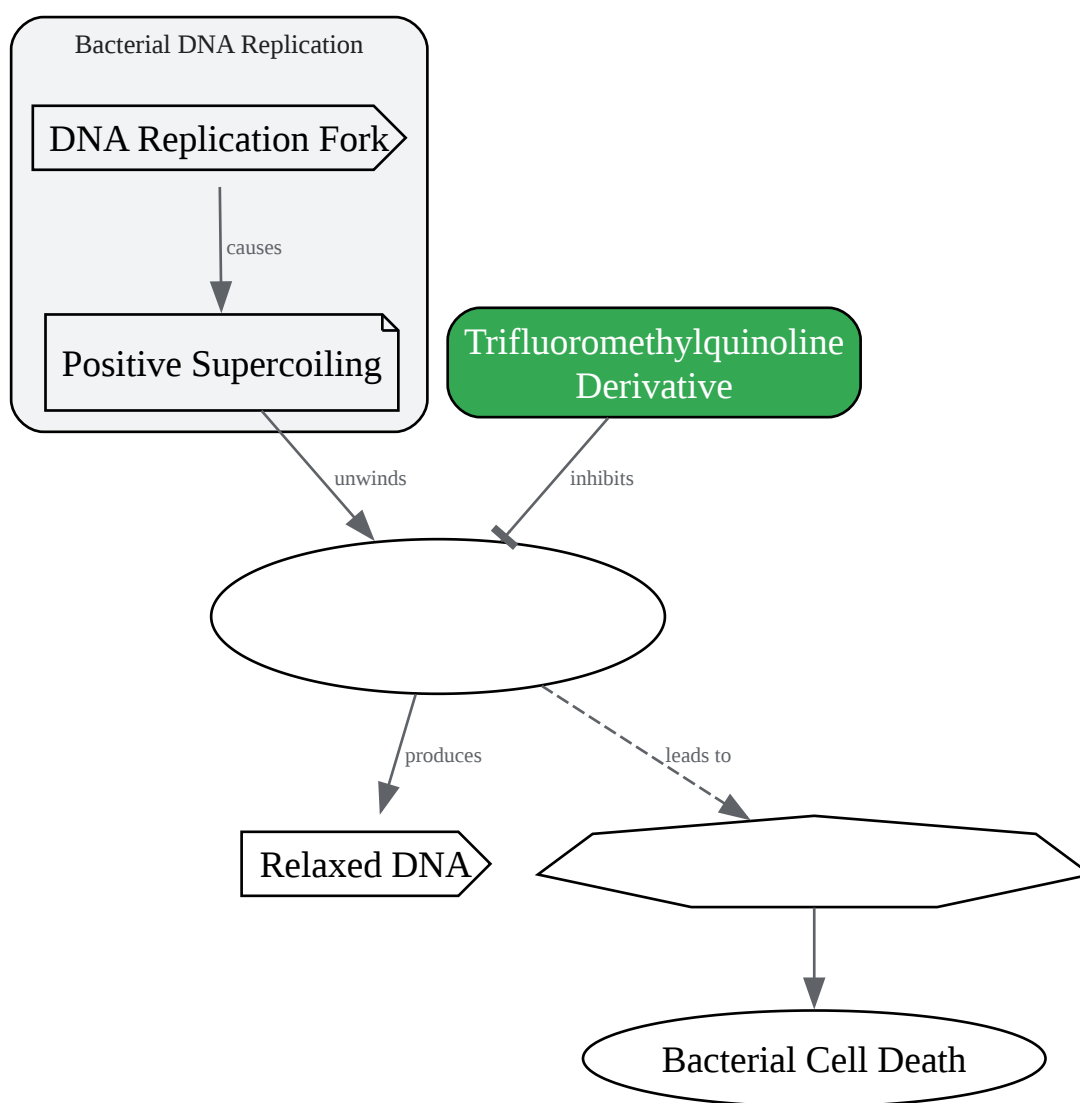 Bacterial DNA Replication
DNA Replication Fork
causes
Positive Supercoiling
Trifluoromethylquinoline
Derivative
unwinds
inhibits
produces
leads to
Relaxed DNA
Bacterial Cell Death